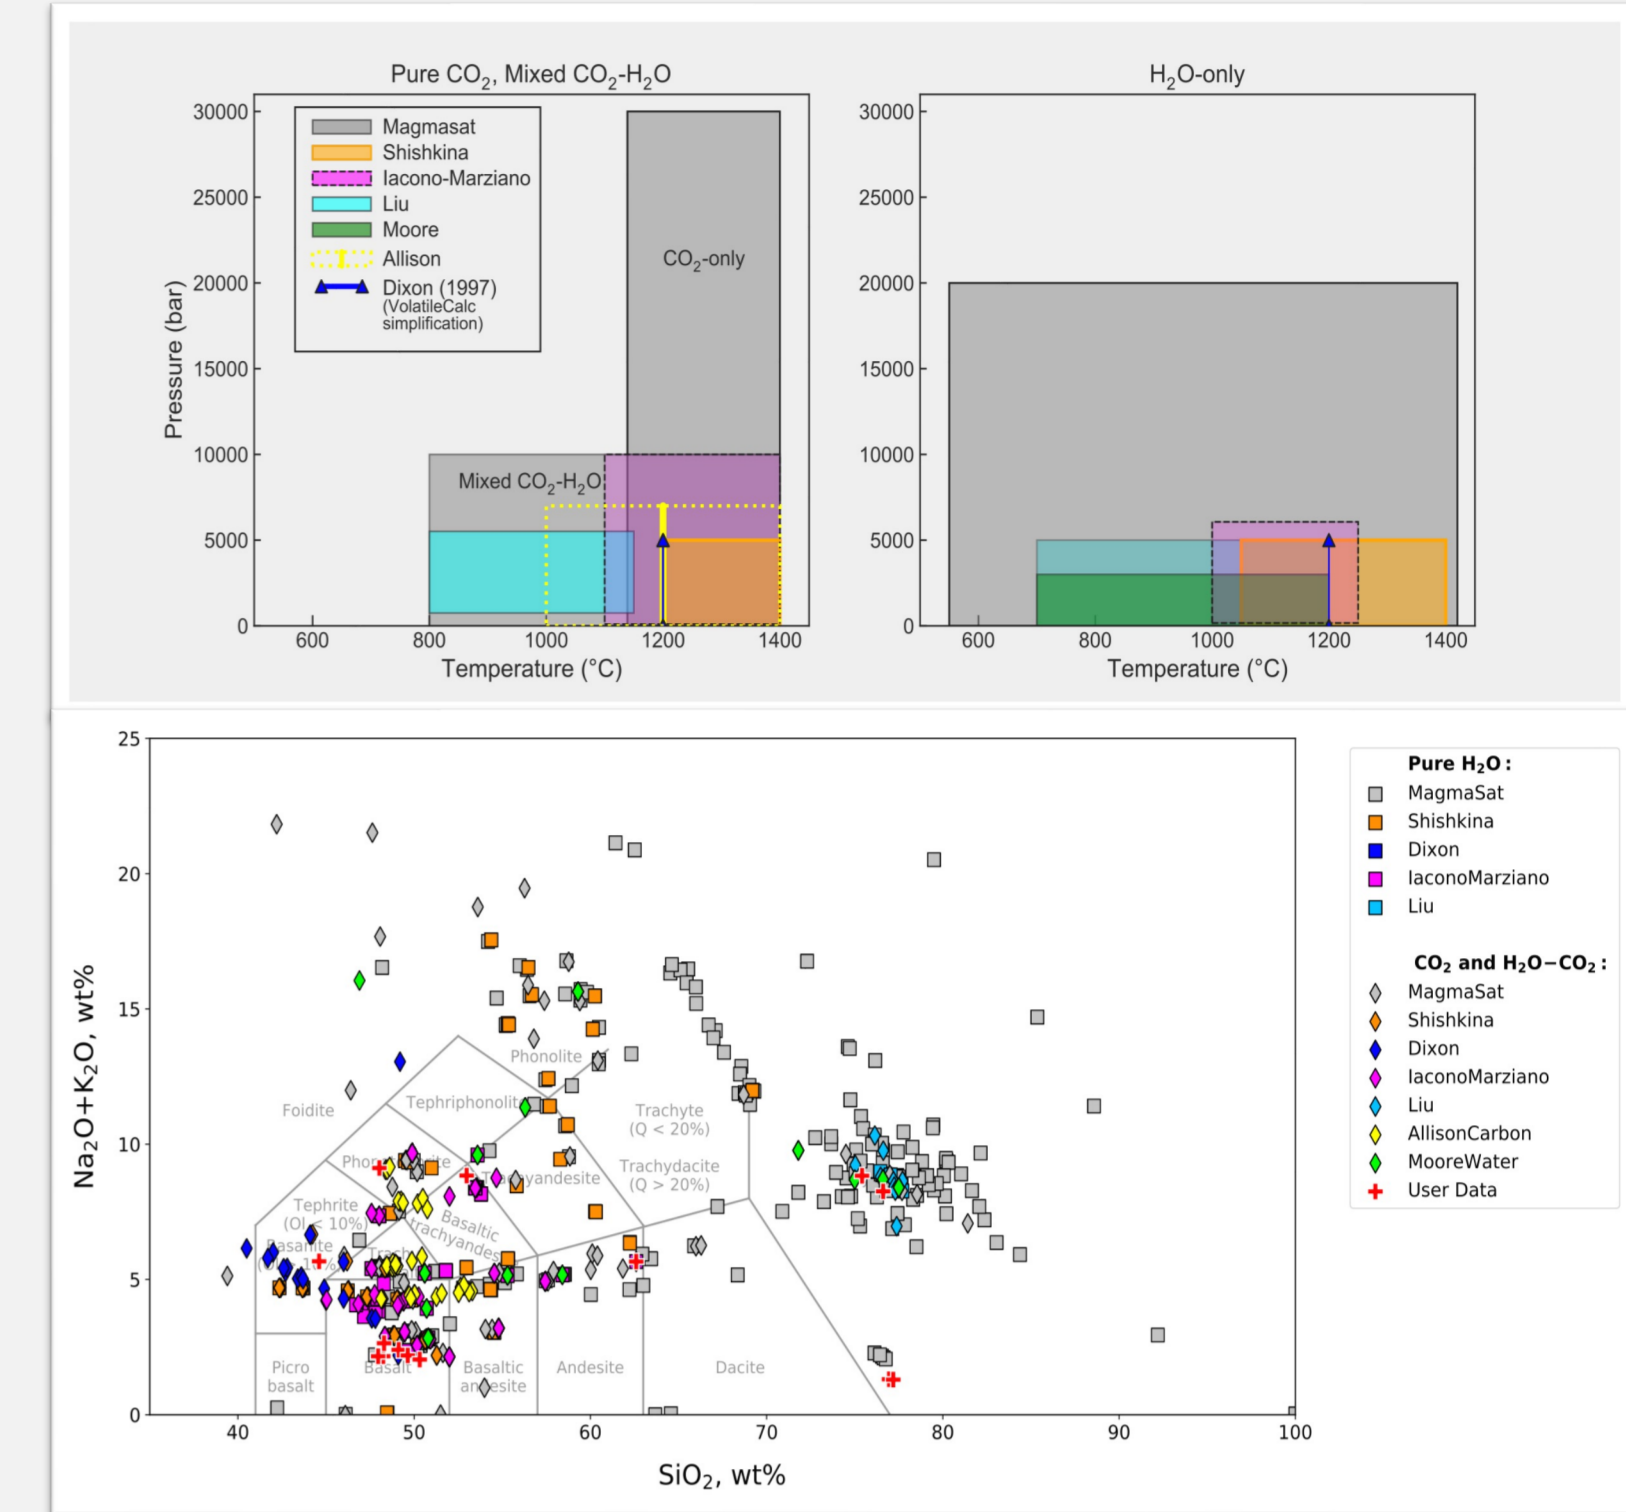 Pure CO₂, Mixed CO₂-H₂O
30000
25000
20000
15000
10000
5000
0
Pressure (bar)
Magmasat
Shishkina
Iacono-Marziano
Liu
Moore
Allison
Dixon (1997)
(VolatileCalc
simplification)
CO₂-only
Mixed CO₂-H₂O
600 800 1000 1200 1400
Temperature (°C)
H₂O-only
30000
25000
20000
15000
10000
5000
0
600 800 1000 1200 1400
Temperature (°C)
25
20
15
10
5
0
Na₂O+K₂O, wt%
Foidite
Phonolite
Tephriphonolite
Trachyte
(Q < 20%)
Trachydacite
(Q > 20%)
Tephrite
(Ol < 10%)
Basanite
Basaltic
Picro
basalt
Basalt
Basaltic
andesite
Andesite
Dacite
40 50 60 70 80 90 100
SiO₂, wt%
Pure H₂O:
MagmaSat
Shishkina
Dixon
IaconoMarziano
Liu
CO₂ and H₂O−CO₂:
MagmaSat
Shishkina
Dixon
IaconoMarziano
Liu
AllisonCarbon
MooreWater
User Data